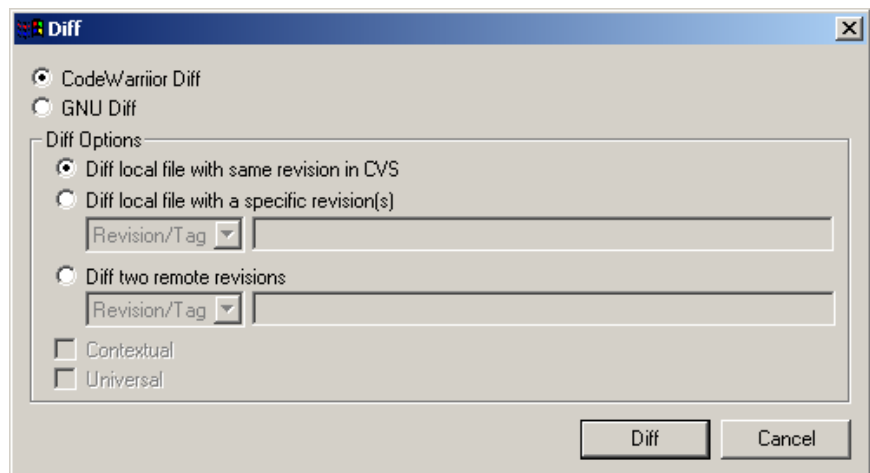 Diff
CodeWarriior Diff
GNU Diff
Diff Options
Diff local file with same revision in CVS
Diff local file with a specific revision(s)
Revision/Tag
Diff two remote revisions
Revision/Tag
Contextual
Universal
Diff Cancel